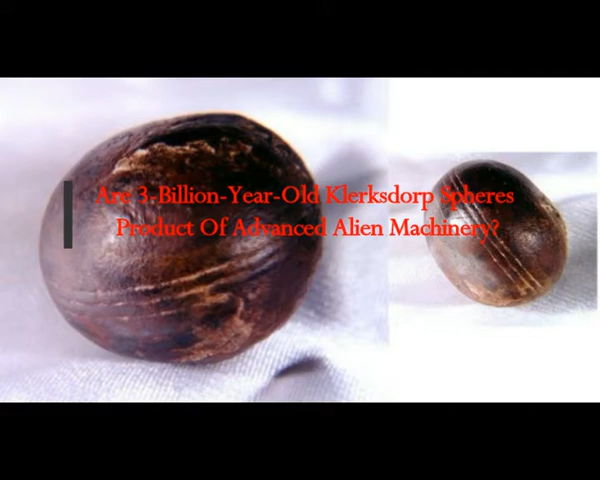 Are 3-Billion-Year-Old Klerksdorp Spheres
Product Of Advanced Alien Machinery?